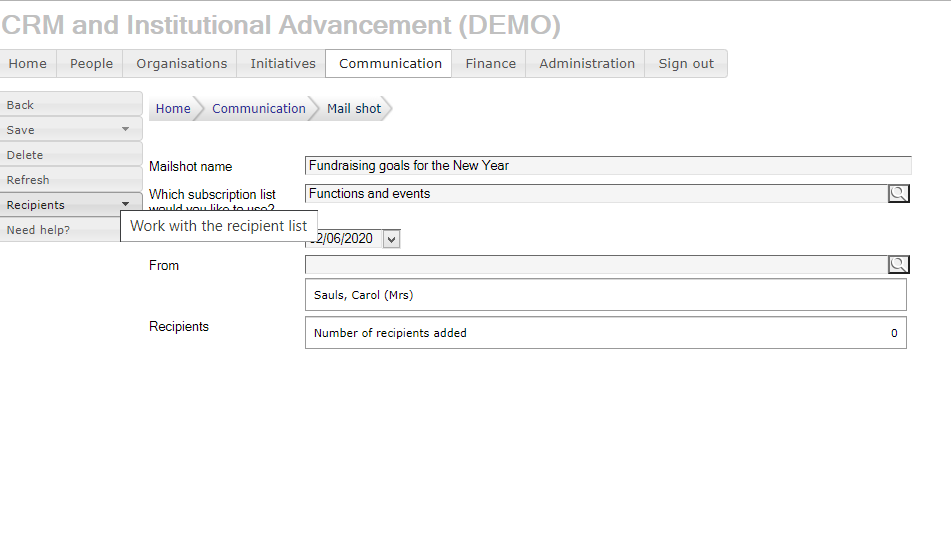 CRM and Institutional Advancement (DEMO)
Home People Organisations Initiatives Communication Finance Administration Sign out
Back
Save
Delete
Refresh
Recipients
Need help?
Home Communication Mail shot
Mailshot name Fundraising goals for the New Year
Which subscription list Functions and events
would you like to use?
Work with the recipient list
2/06/2020
From
Sauls, Carol (Mrs)
Recipients Number of recipients added 0